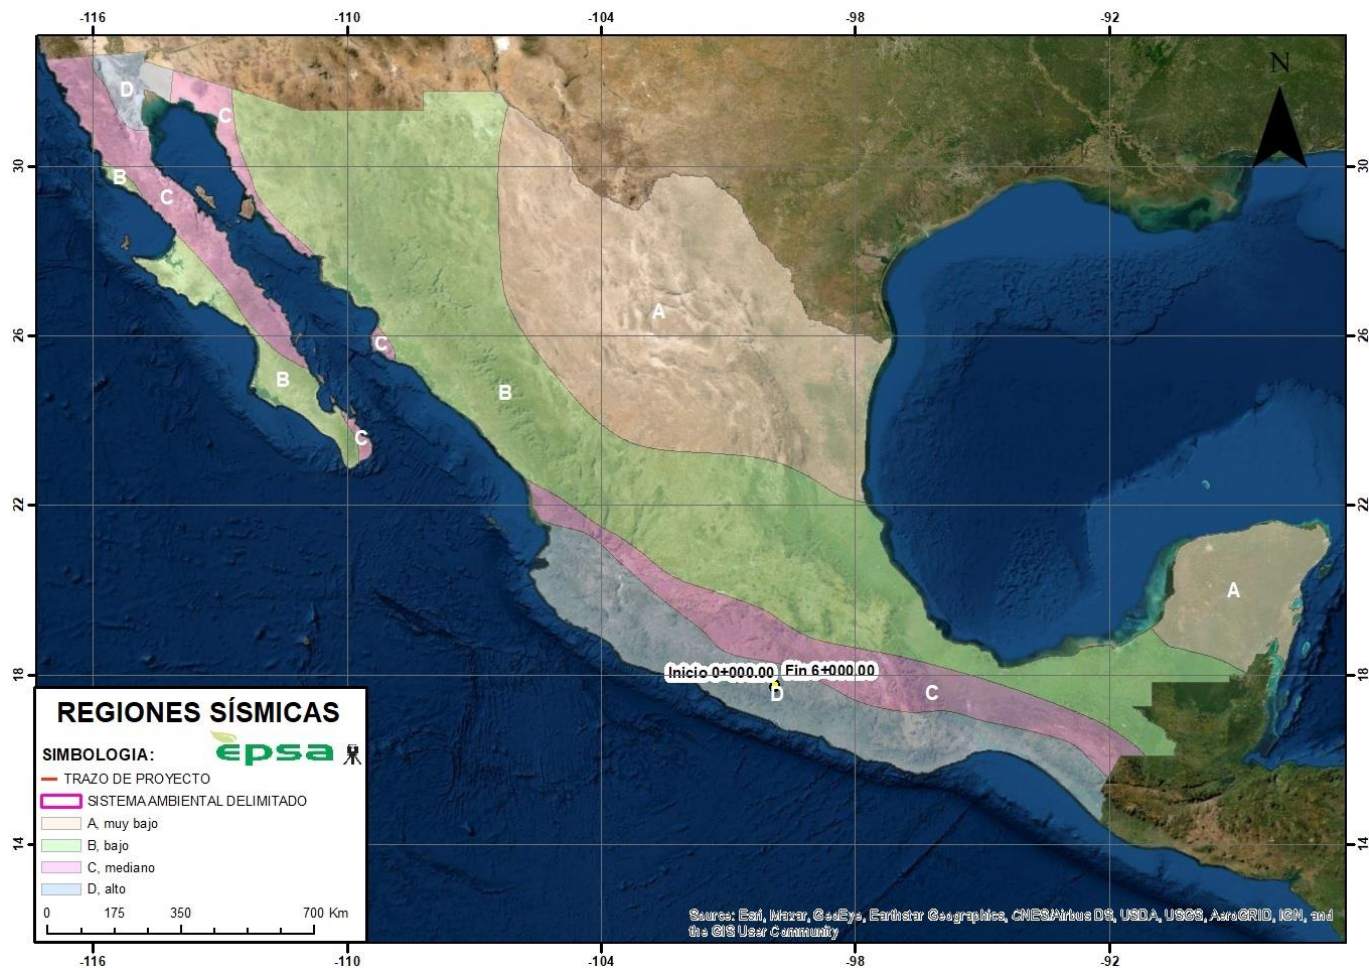 -116 -110 -104 -98 -92
N
D
C
30 30
B
C
A
26 26
C
B
B
C
22 22
A
Inicio 0+000.00 Fin 6+000.00
18 18
D
C
REGIONES SÍSMICAS
SIMBOLOGIA:
epsa
TRAZO DE PROYECTO
SISTEMA AMBIENTAL DELIMITADO
A, muy bajo
B, bajo
C, mediano
D, alto
0 175 350 700 Km
14 14
Source: Esri, Maxar, GeoEye, Earthstar Geographics, CNES/Airbus DS, USDA, USGS, AeroGRID, IGN, and
the GIS User Community
-116 -110 -104 -98 -92